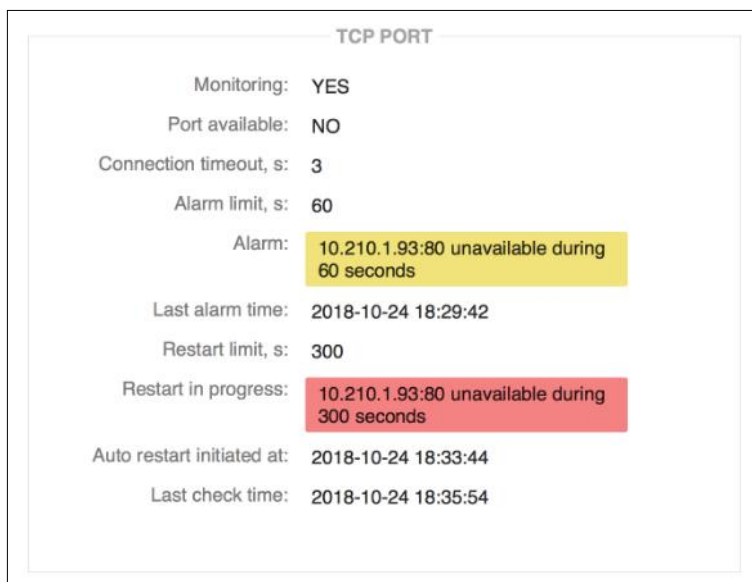 TCP PORT
Monitoring: YES
Port available: NO
Connection timeout, s: 3
Alarm limit, s: 60
Alarm: 10.210.1.93:80 unavailable during
60 seconds
Last alarm time: 2018-10-24 18:29:42
Restart limit, s: 300
Restart in progress: 10.210.1.93:80 unavailable during
300 seconds
Auto restart initiated at: 2018-10-24 18:33:44
Last check time: 2018-10-24 18:35:54